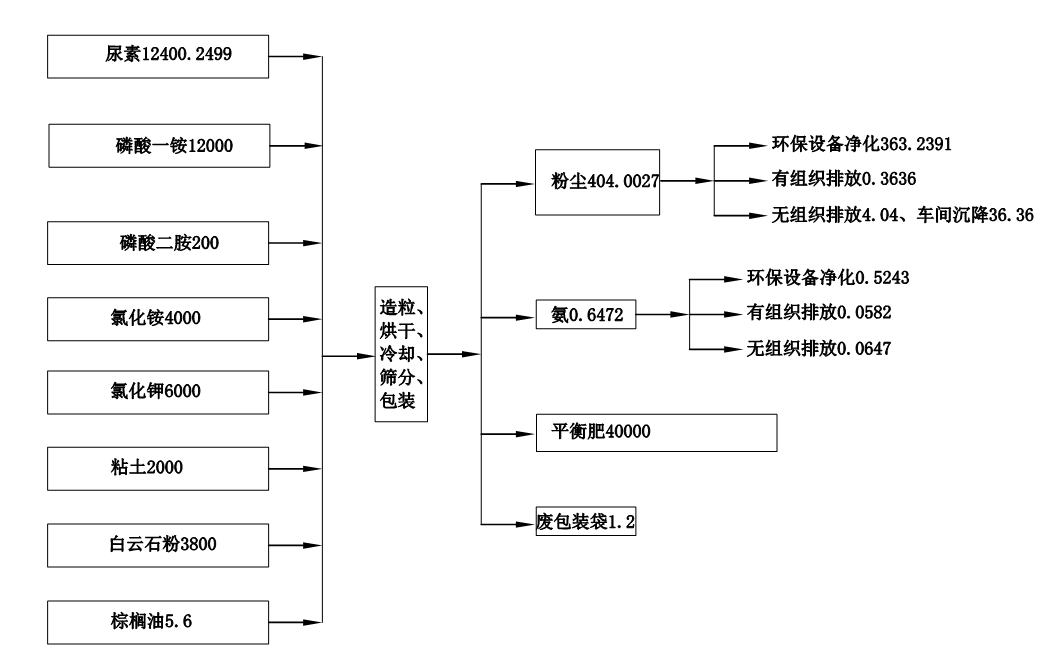 尿素12400.2499
磷酸一铵12000
磷酸二胺200
氯化铵4000
氯化钾6000
粘土2000
白云石粉3800
棕榈油5.6
造粒、
烘干、
冷却、
筛分、
包装
粉尘404.0027
环保设备净化363.2391
有组织排放0.3636
无组织排放4.04、车间沉降36.36
氨0.6472
环保设备净化0.5243
有组织排放0.0582
无组织排放0.0647
平衡肥40000
废包装袋1.2